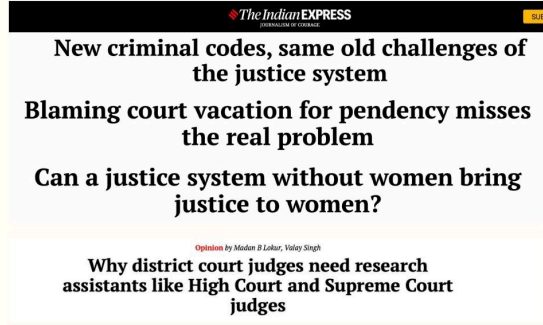 The Indian EXPRESS
JOURNALISM OF COURAGE
SUB
New criminal codes, same old challenges of
the justice system
Blaming court vacation for pendency misses
the real problem
Can a justice system without women bring
justice to women?
Opinion by Madan B Lokur, Valay Singh
Why district court judges need research
assistants like High Court and Supreme Court
judges